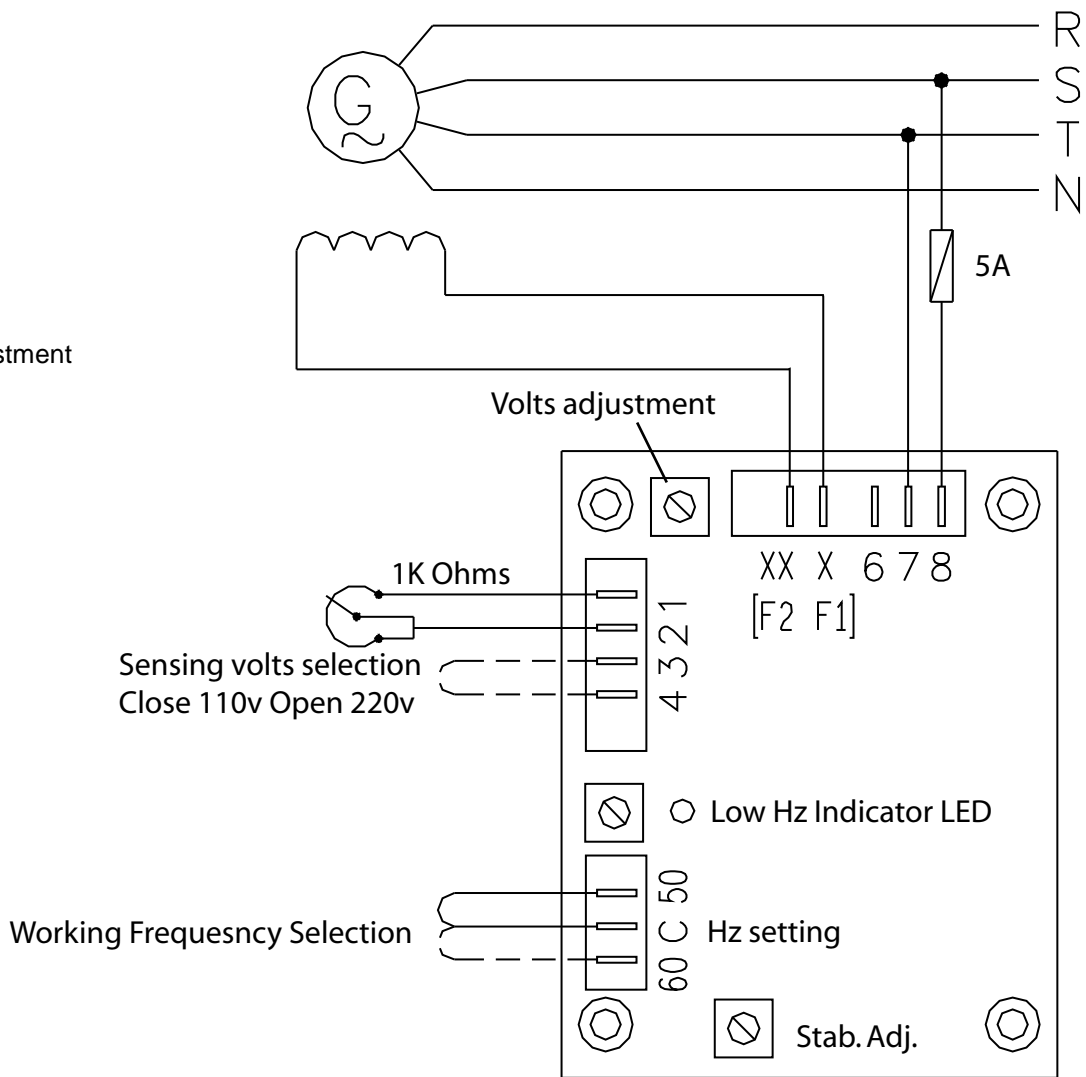 R
G
S
T
N
5A
stment
Volts adjustment
XX X 6 7 8
[F2 F1]
1K Ohms
1
2
3
4
Sensing volts selection
Close 110v Open 220v
Low Hz Indicator LED
50
C
60
Working Frequesncy Selection
Hz setting
Stab. Adj.